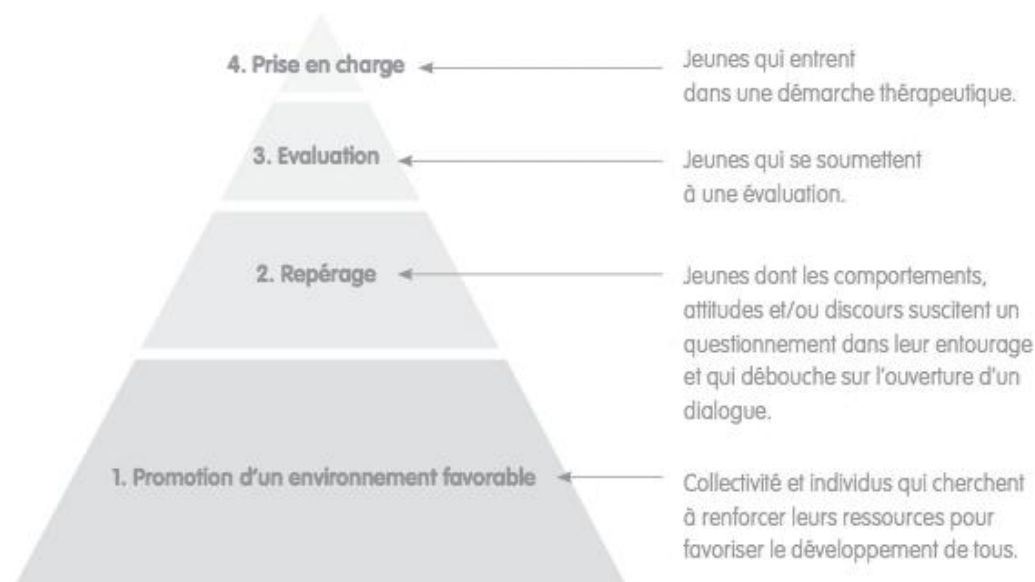 4. Prise en charge
Jeunes qui entrent
dans une démarche thérapeutique.
3. Evaluation
Jeunes qui se soumettent
à une évaluation.
2. Repérage
Jeunes dont les comportements,
attitudes et/ou discours suscitent un
questionnement dans leur entourage
et qui débouche sur l'ouverture d'un
dialogue.
1. Promotion d'un environnement favorable
Collectivité et individus qui cherchent
à renforcer leurs ressources pour
favoriser le développement de tous.